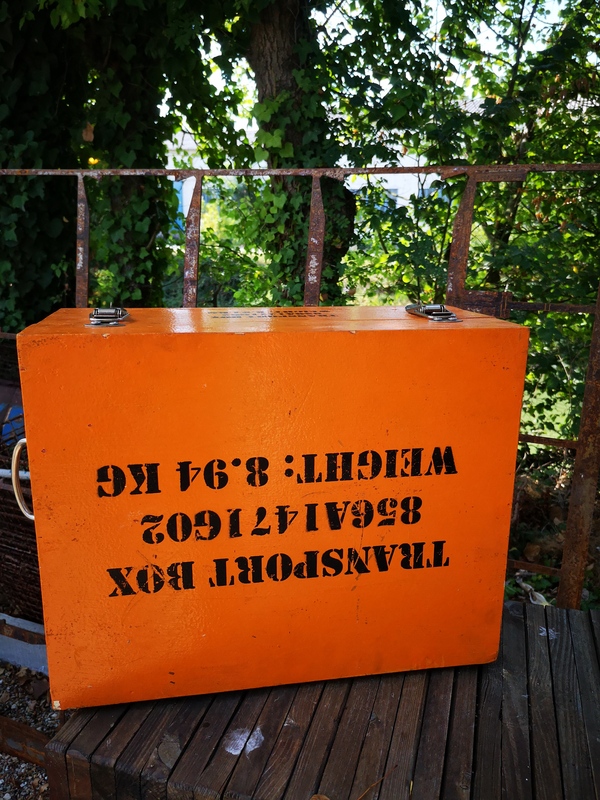 TRANSPORT BOX
856A1471G02
WEIGHT: 8.94 KG